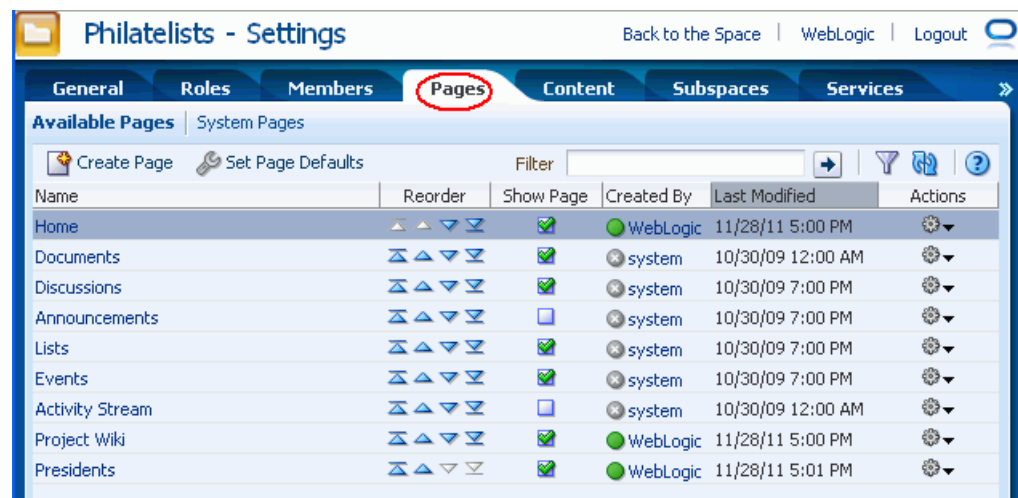 Philatelists - Settings Back to the Space WebLogic Logout
General Roles Members Pages Content Subspaces Services
Available Pages System Pages
Create Page Set Page Defaults Filter
Name Reorder Show Page Created By Last Modified Actions
Home WebLogic 11/28/11 5:00 PM
Documents system 10/30/09 12:00 AM
Discussions system 10/30/09 7:00 PM
Announcements system 10/30/09 7:00 PM
Lists system 10/30/09 7:00 PM
Events system 10/30/09 7:00 PM
Activity Stream system 10/30/09 12:00 AM
Project Wiki WebLogic 11/28/11 5:00 PM
Presidents WebLogic 11/28/11 5:01 PM